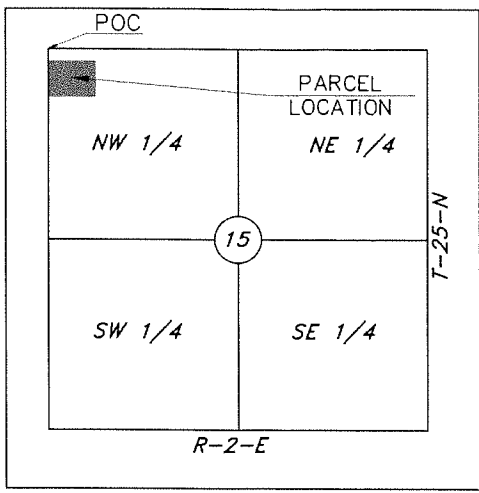 POC
PARCEL
LOCATION
NW 1/4
NE 1/4
15
T-25-N
SW 1/4
SE 1/4
R-2-E